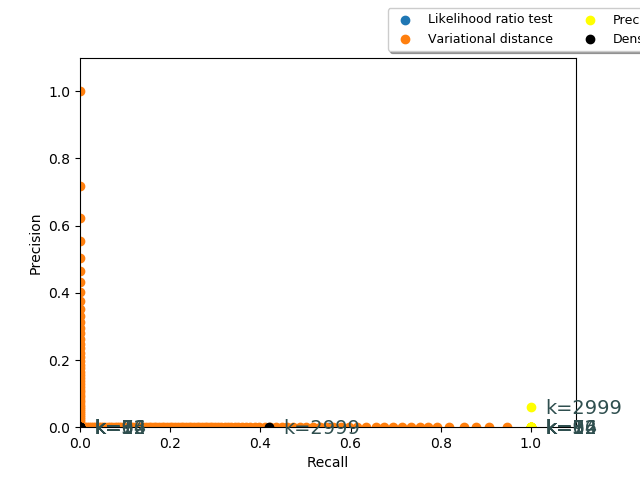 Likelihood ratio test
Variational distance
Prec
Dens
1.0
0.8
0.6
0.4
0.2
0.0
Precision
k=2999
k=2999
0.0 0.2 0.4 0.6 0.8 1.0
Recall